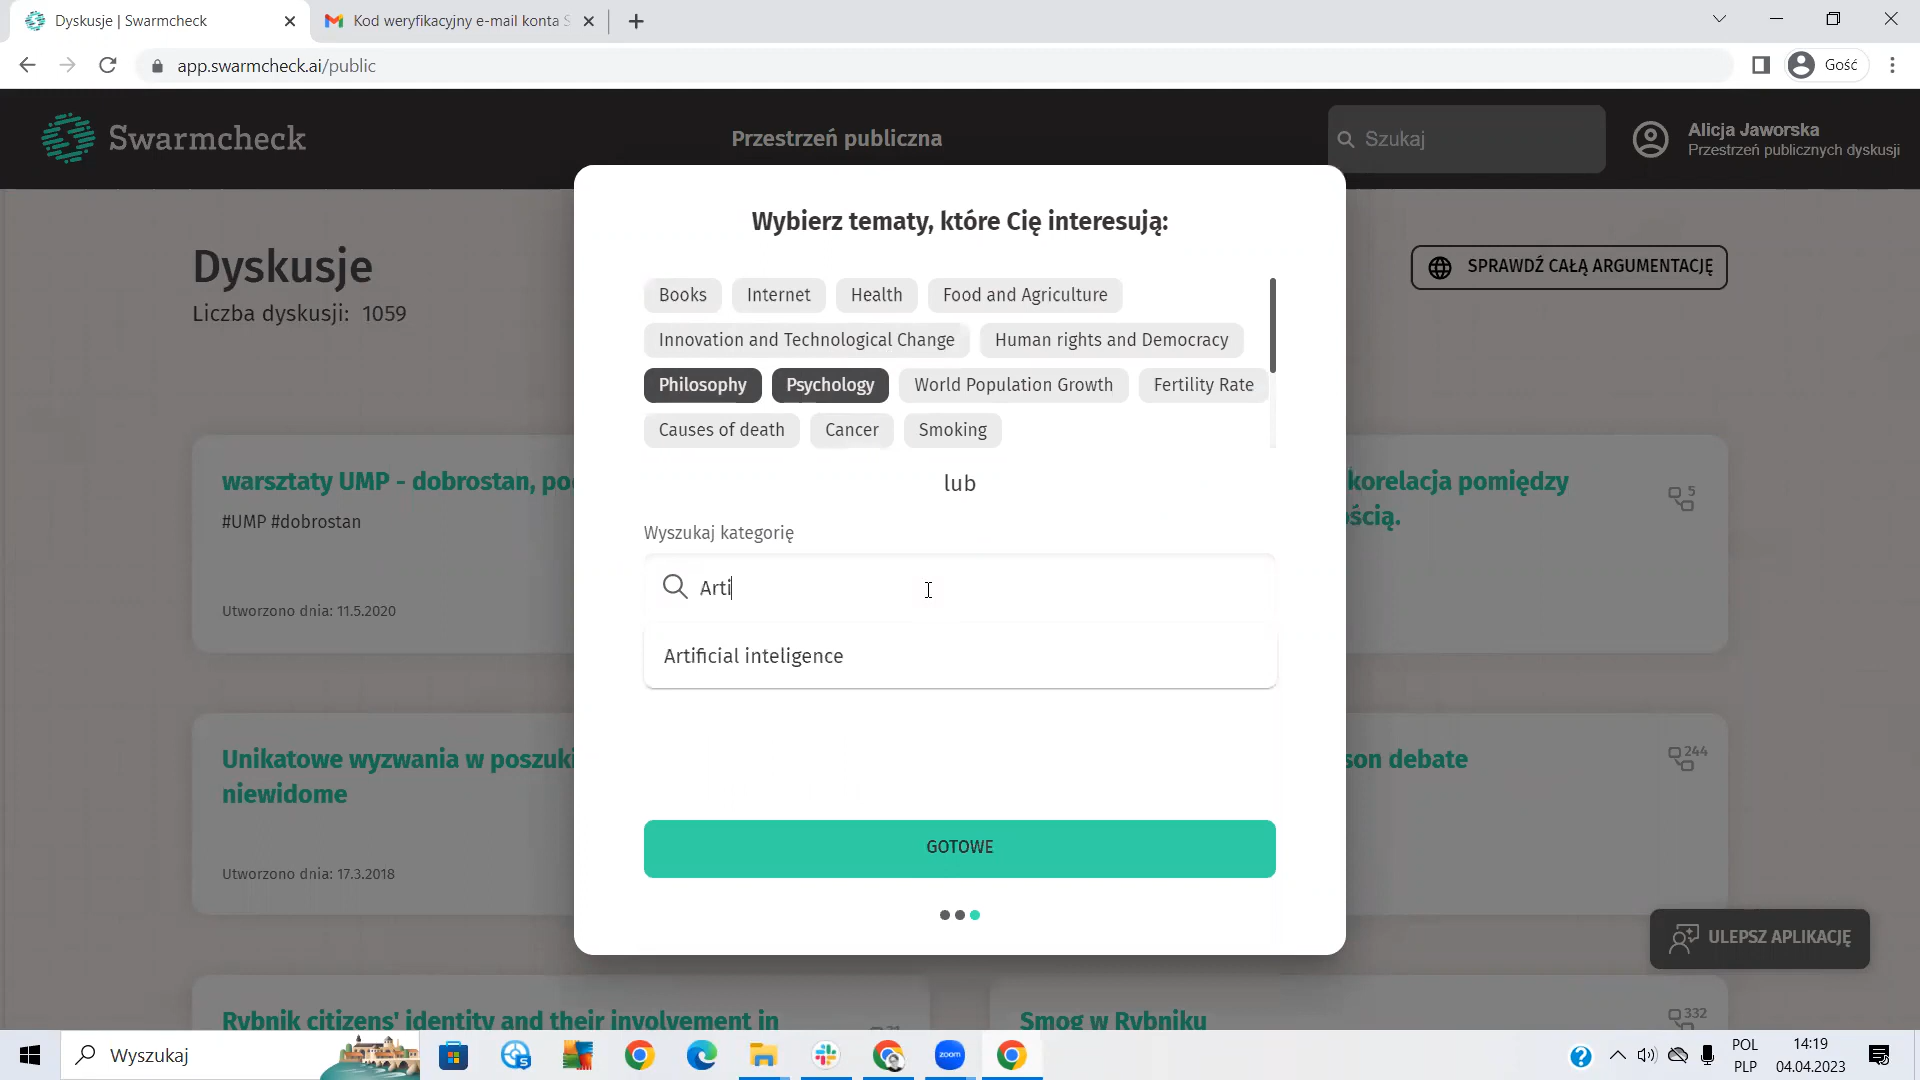 Dyskusje | Swarmcheck
Kod weryfikacyjny e-mail konta S
app.swarmcheck.ai/public
Gość
Swarmcheck
Przestrzeń publiczna
Szukaj
Alicja Jaworska
Przestrzeń publicznych dyskusji
Dyskusje
Liczba dyskusji: 1059
SPRAWDŹ CAŁĄ ARGUMENTACJĘ
Wybierz tematy, które Cię interesują:
Books
Internet
Health
Food and Agriculture
Innovation and Technological Change
Human rights and Democracy
Philosophy
Psychology
World Population Growth
Fertility Rate
Causes of death
Cancer
Smoking
lub
Wyszukaj kategorię
Arti
Artificial inteligence
GOTOWE
warsztaty UMP - dobrostan, po
#UMP #dobrostan
Utworzono dnia: 11.5.2020
korelacja pomiędzy
ością.
5
Unikatowe wyzwania w poszuki
niewidome
Utworzono dnia: 17.3.2018
son debate
244
ULEPSZ APLIKACJĘ
Rybnik citizens' identity and their involvement in
Smog w Rybniku
332
Wyszukaj
zoom
POL
PLP
14:19
04.04.2023